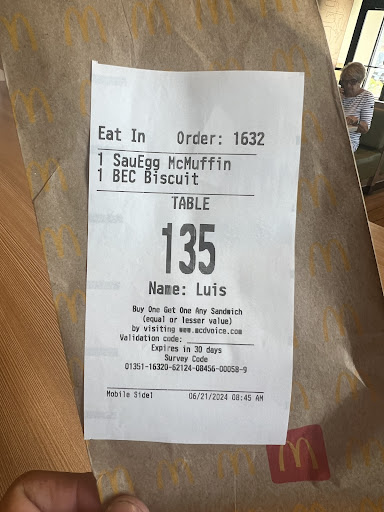 Eat In Order: 1632
1 SauEgg McMuffin
1 BEC Biscuit
TABLE
135
Name: Luis
Buy One Get One Any Sandwich
(equal or lesser value)
by visiting www.mcdvoice.com
Validation code:
Expires in 30 days
Survey Code
01351-16320-62124-08456-00058-9
Mobile Side1 06/21/2024 08:45 AM